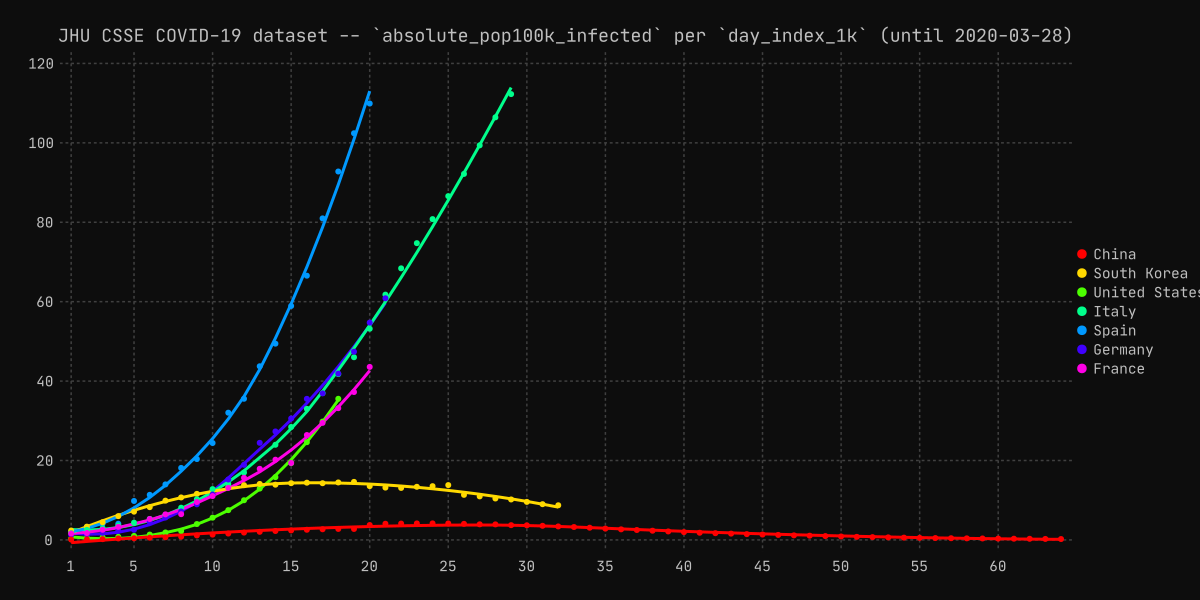 JHU CSSE COVID-19 dataset -- `absolute_pop100k_infected` per `day_index_1k` (until 2020-03-28)
120
100
80
60
40
20
0
1 5 10 15 20 25 30 35 40 45 50 55 60
China
South Korea
United States
Italy
Spain
Germany
France